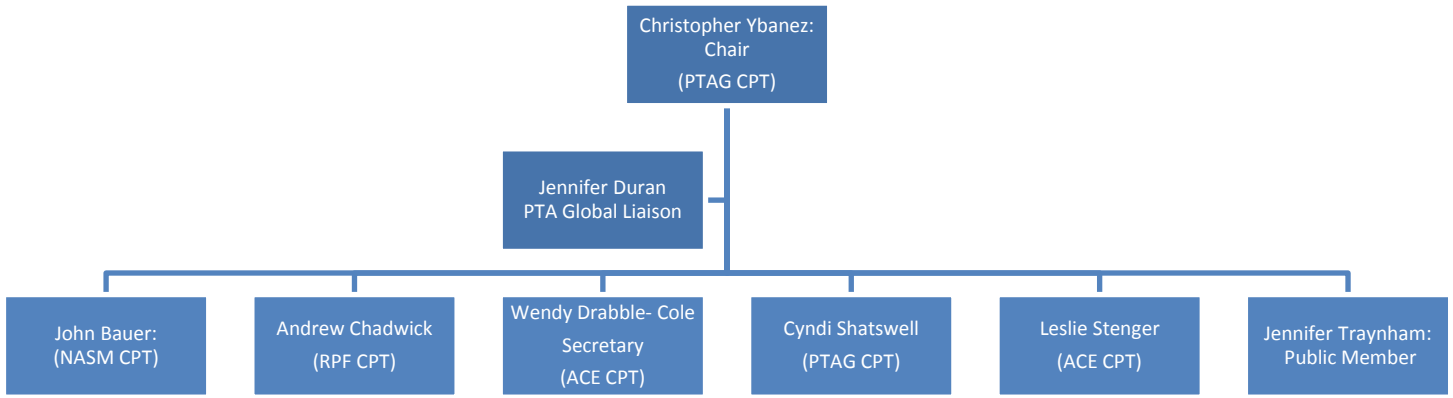 Christopher Ybanez:
Chair
(PTAG CPT)
Jennifer Duran
PTA Global Liaison
John Bauer:
(NASM CPT)
Andrew Chadwick
(RPF CPT)
Wendy Drabble- Cole
Secretary
(ACE CPT)
Cyndi Shatswell
(PTAG CPT)
Leslie Stenger
(ACE CPT)
Jennifer Traynham:
Public Member